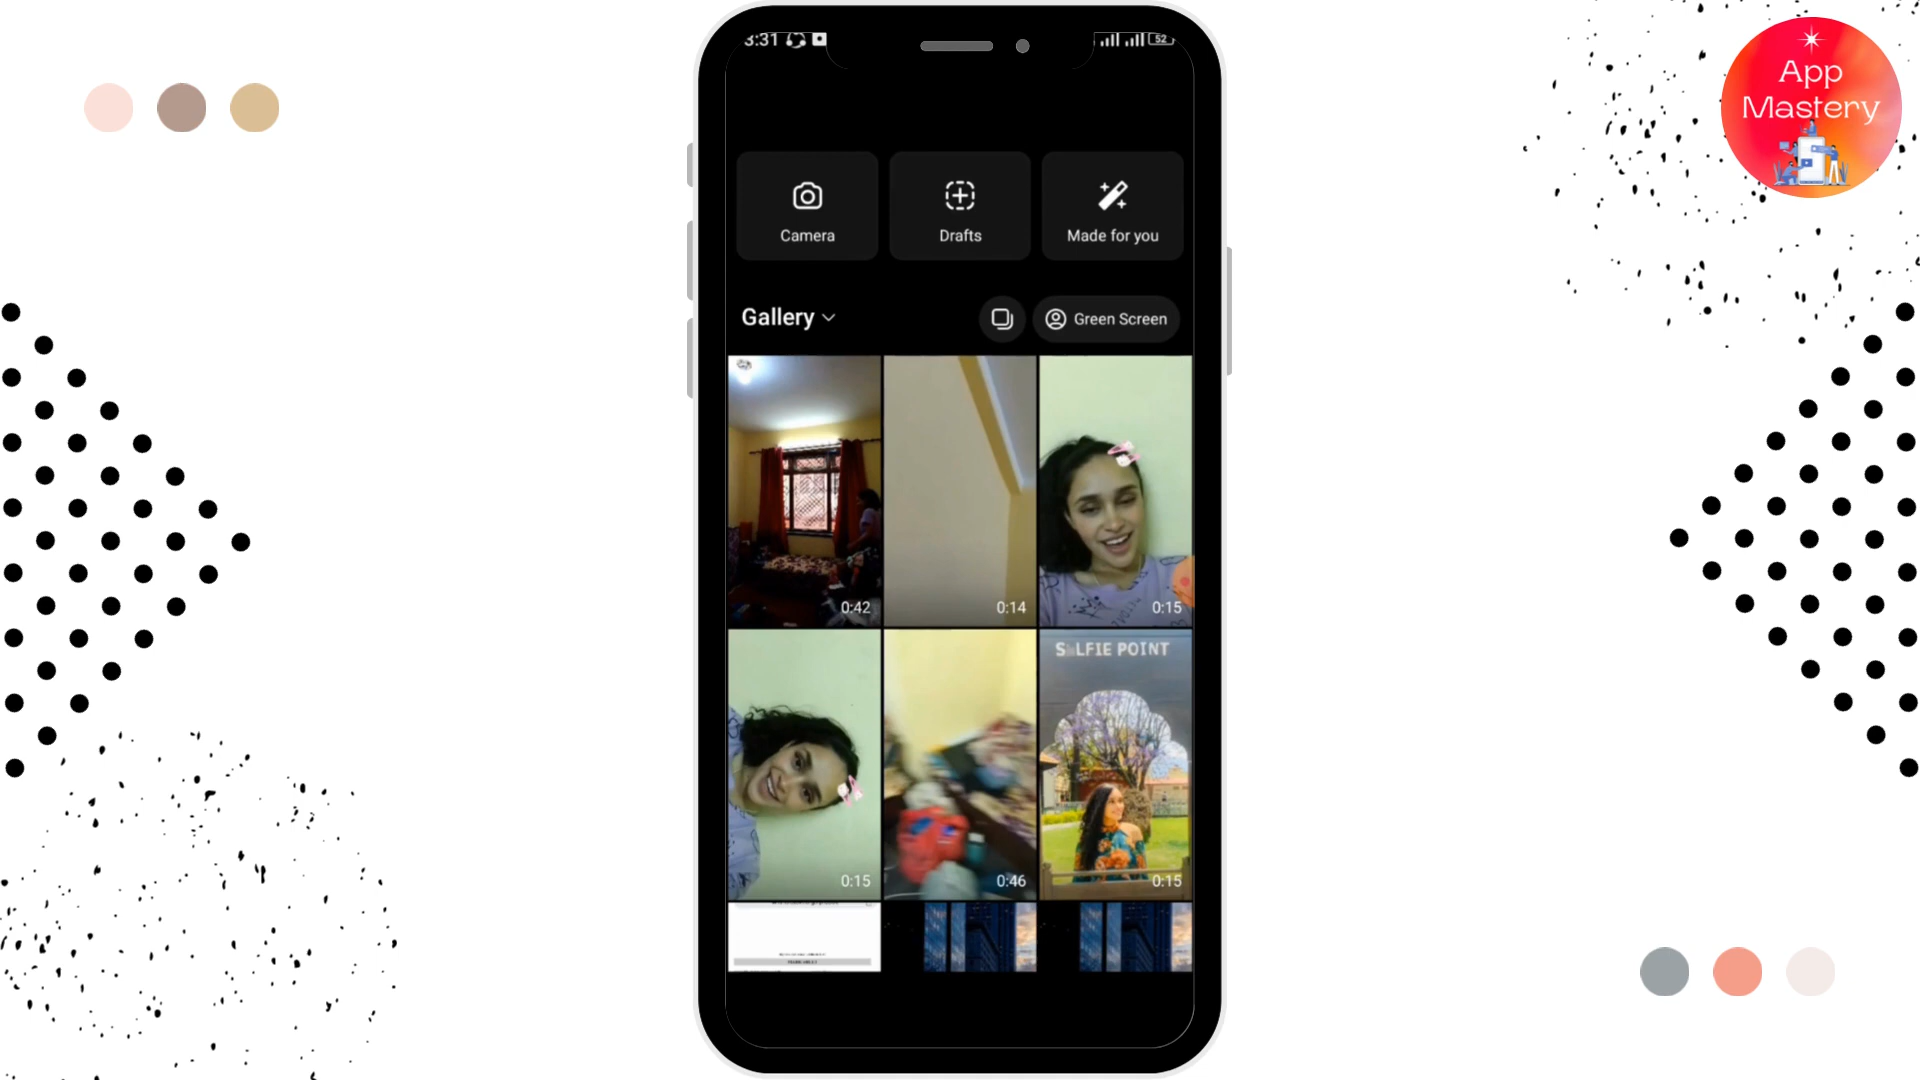 3:31
52
App
Mastery
Camera
Drafts
Made for you
Gallery
Green Screen
0:42
0:14
0:15
S LFIE POINT
0:15
0:46
0:15